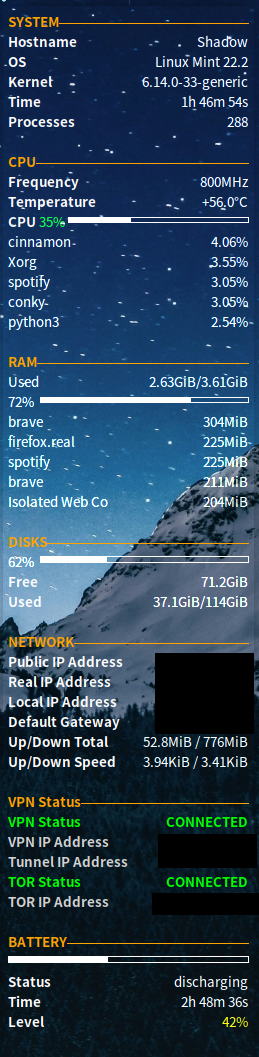 SYSTEM
Hostname Shadow
OS Linux Mint 22.2
Kernel 6.14.0-33-generic
Time 1h 46m 54s
Processes 288
CPU
Frequency 800MHz
Temperature +56.0°C
CPU 35%
cinnamon 4.06%
Xorg 3.55%
spotify 3.05%
conky 3.05%
python3 2.54%
RAM
Used 2.63GiB/3.61GiB
72%
brave 304MiB
firefox.real 225MiB
spotify 225MiB
brave 211MiB
Isolated Web Co 204MiB
DISKS
62%
Free 71.2GiB
Used 37.1GiB/114GiB
NETWORK
Public IP Address
Real IP Address
Local IP Address
Default Gateway
Up/Down Total 52.8MiB / 776MiB
Up/Down Speed 3.94KiB / 3.41KiB
VPN Status
VPN Status CONNECTED
VPN IP Address
Tunnel IP Address
TOR Status CONNECTED
TOR IP Address
BATTERY
Status discharging
Time 2h 48m 36s
Level 42%